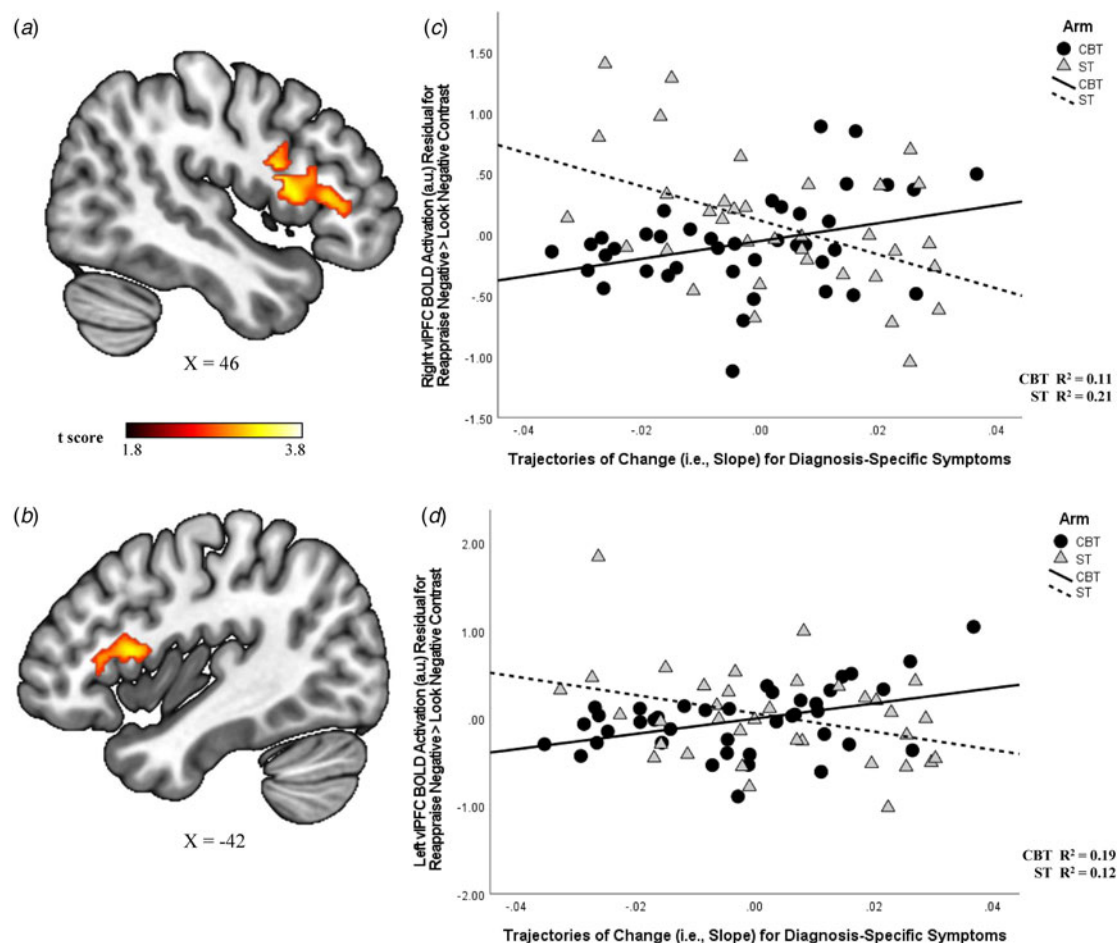 (a)
X = 46
t score
1.8
3.8
(b)
X = -42
(c)
Right vlPFC BOLD Activation (a.u.) Residual for
Reappraise Negative > Look Negative Contrast
1.50
1.00
.50
.00
-0.50
-1.00
-1.50
-.04
-.02
.00
.02
.04
Trajectories of Change (i.e., Slope) for Diagnosis-Specific Symptoms
Arm
CBT
ST
CBT
ST
CBT R² = 0.11
ST R² = 0.21
(d)
Left vlPFC BOLD Activation (a.u.) Residual for
Reappraise Negative > Look Negative Contrast
2.00
1.00
.00
-1.00
-2.00
-.04
-.02
.00
.02
.04
Trajectories of Change (i.e., Slope) for Diagnosis-Specific Symptoms
Arm
CBT
ST
CBT
ST
CBT R² = 0.19
ST R² = 0.12